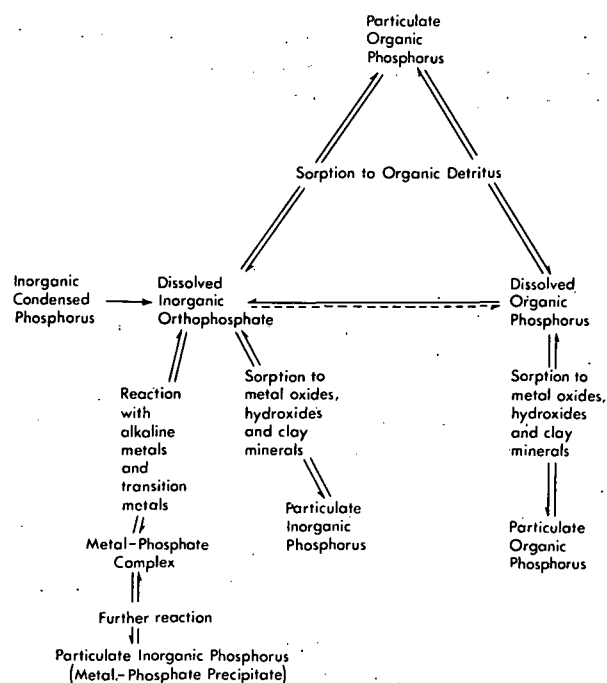 Particulate
Organic
Phosphorus
Sorption to Organic Detritus
Inorganic
Condensed
Phosphorus
Dissolved
Inorganic
Orthophosphate
Dissolved
Organic
Phosphorus
Reaction
with
alkaline
metals
and
transition
metals
Sorption to
metal oxides,
hydroxides
and clay
minerals
Sorption to
metal oxides,
hydroxides
and clay
minerals
Particulate
Inorganic
Phosphorus
Particulate
Organic
Phosphorus
Metal-Phosphate
Complex
Further reaction
Particulate Inorganic Phosphorus
(Metal-Phosphate Precipitate)